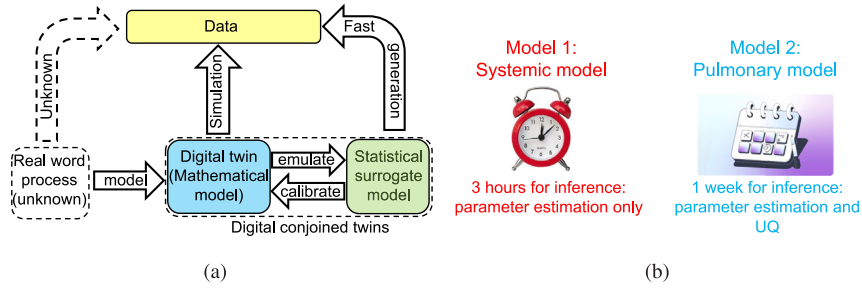 Data
Unknown
Simulation
Fast
generation
Real word
process
(unknown)
model
Digital twin
(Mathematical
model)
emulate
calibrate
Statistical
surrogate
model
Digital conjoined twins
(a)
Model 1:
Systemic model
3 hours for inference:
parameter estimation only
Model 2:
Pulmonary model
1 week for inference:
parameter estimation and
UQ
(b)